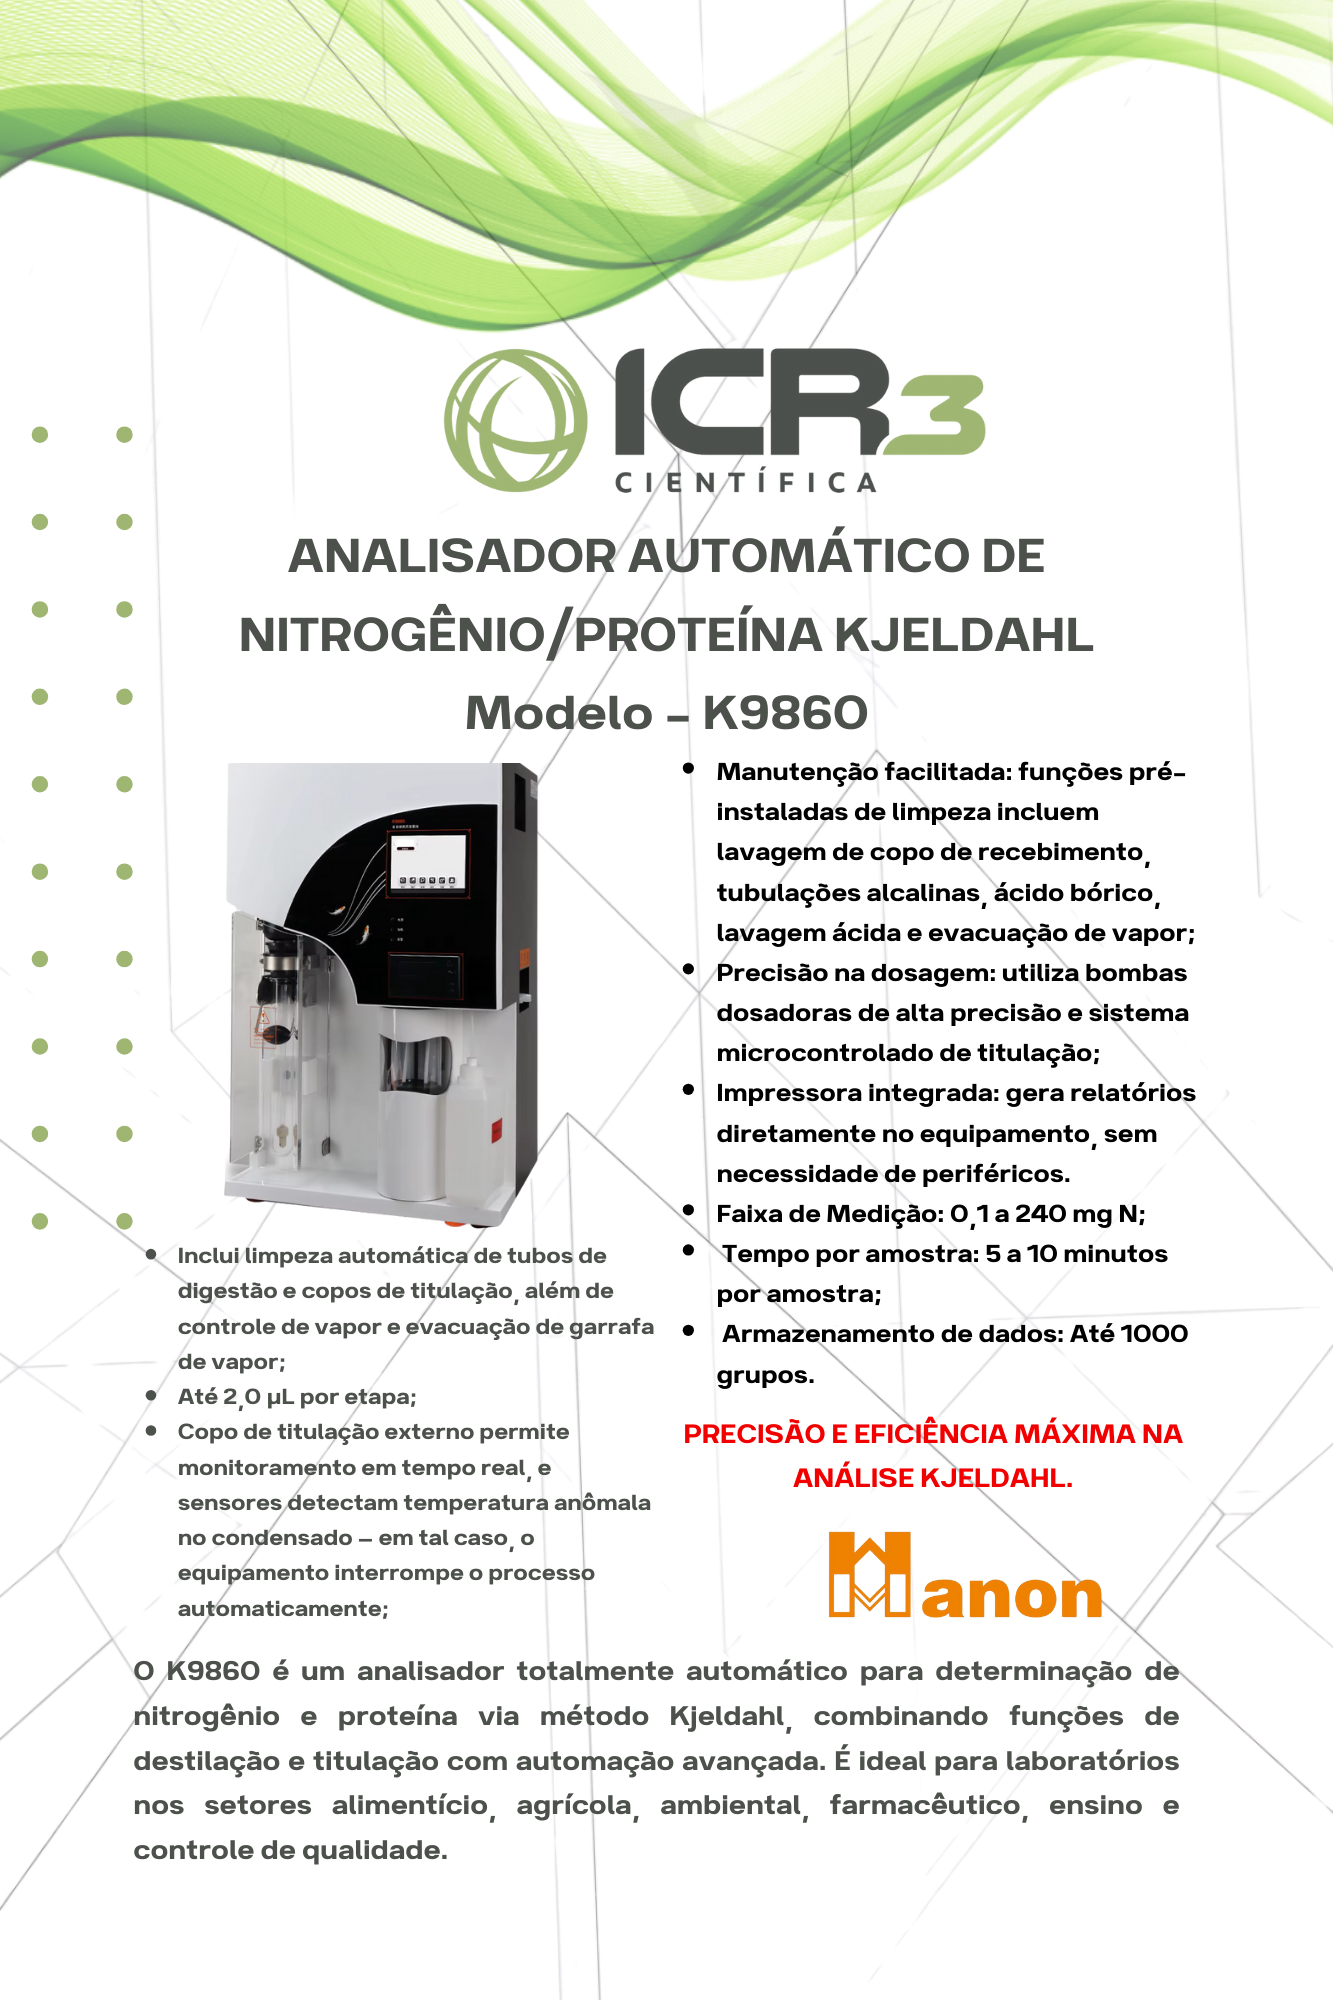 ICR3
CIENTÍFICA
ANALISADOR AUTOMÁTICO DE
NITROGÊNIO/PROTEÍNA KJELDAHL
Modelo - K9860
• Inclui limpeza automática de tubos de
digestão e copos de titulação, além de
controle de vapor e evacuação de garrafa
de vapor;
• Até 2,0 µL por etapa;
• Copo de titulação externo permite
monitoramento em tempo real, e
sensores detectam temperatura anômala
no condensado – em tal caso, o
equipamento interrompe o processo
automaticamente;
• Manutenção facilitada: funções pré-
instaladas de limpeza incluem
lavagem de copo de recebimento,
tubulações alcalinas, ácido bórico,
lavagem ácida e evacuação de vapor;
• Precisão na dosagem: utiliza bombas
dosadoras de alta precisão e sistema
microcontrolado de titulação;
• Impressora integrada: gera relatórios
diretamente no equipamento, sem
necessidade de periféricos.
• Faixa de Medição: 0,1 a 240 mg N;
• Tempo por amostra: 5 a 10 minutos
por amostra;
• Armazenamento de dados: Até 1000
grupos.
PRECISÃO E EFICIÊNCIA MÁXIMA NA
ANÁLISE KJELDAHL.
Hanon
O K9860 é um analisador totalmente automático para determinação de
nitrogênio e proteína via método Kjeldahl, combinando funções de
destilação e titulação com automação avançada. É ideal para laboratórios
nos setores alimentício, agrícola, ambiental, farmacêutico, ensino e
controle de qualidade.